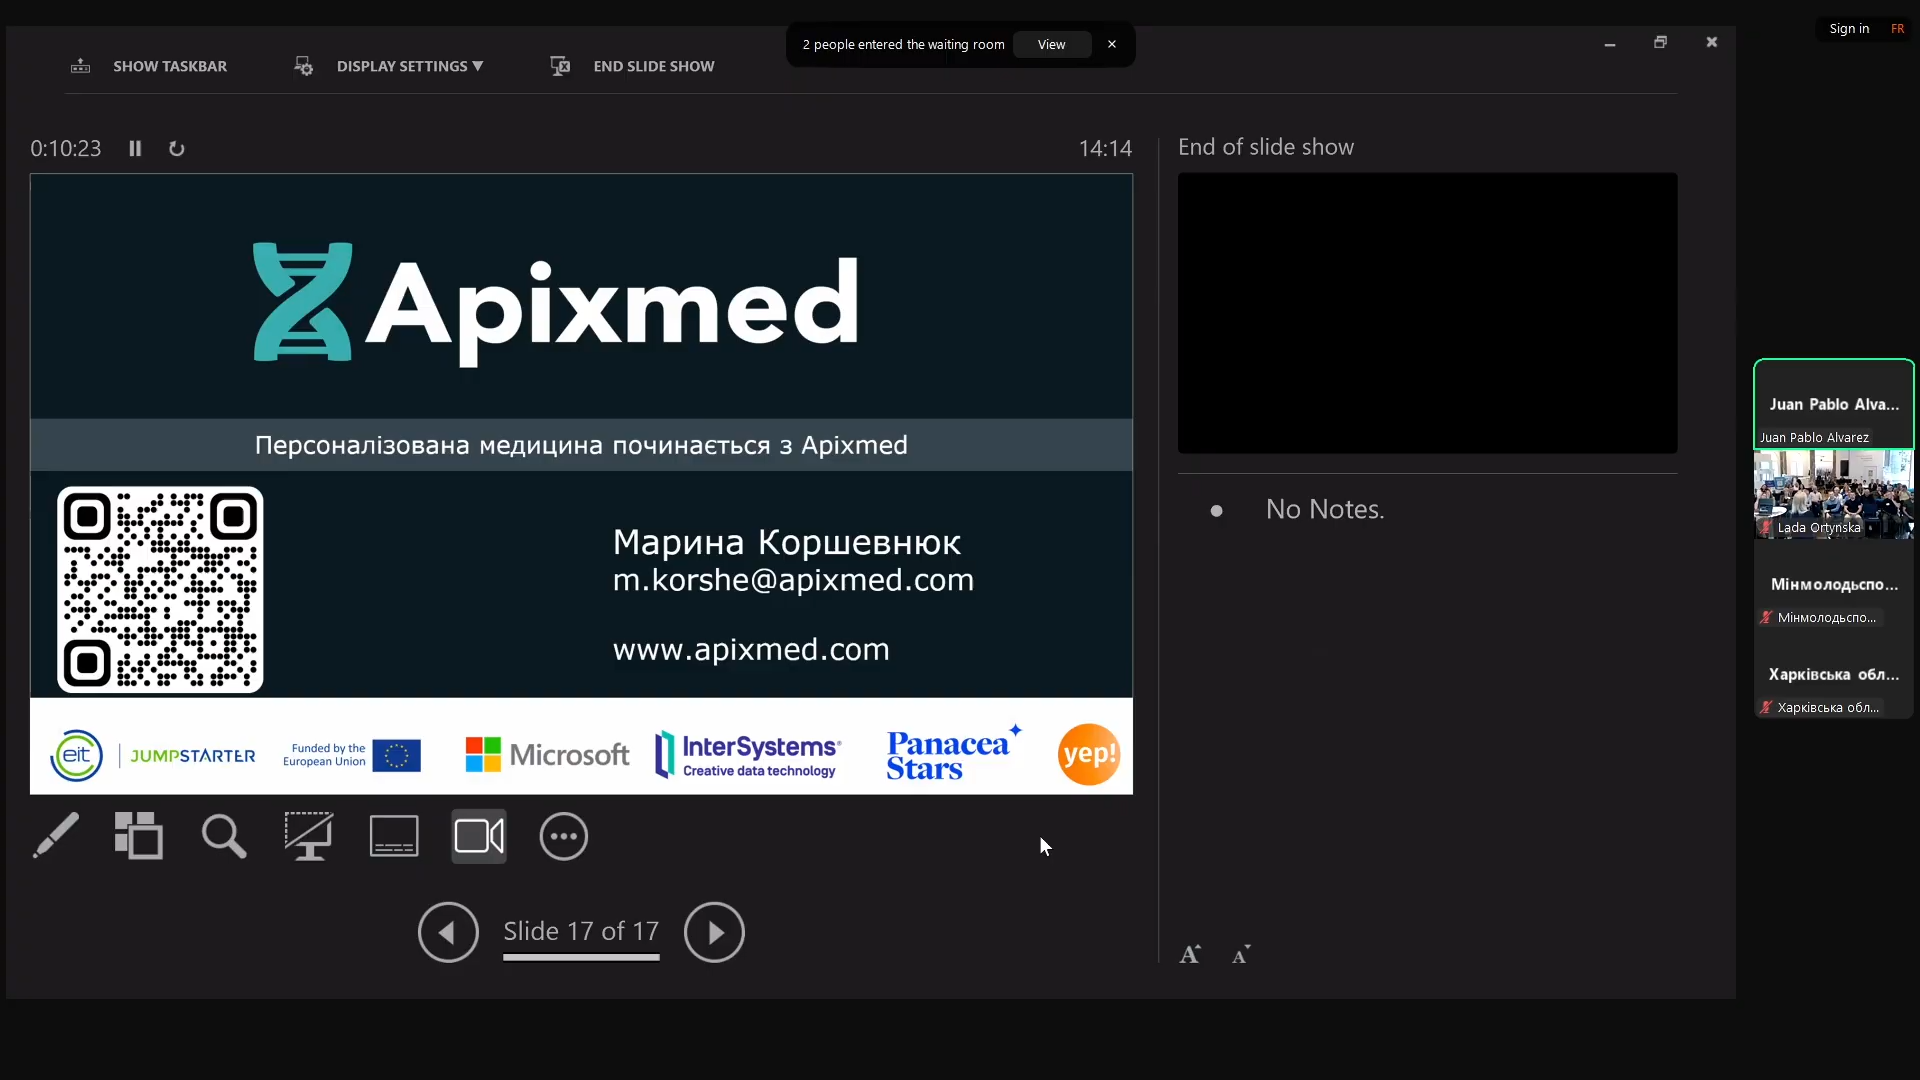 2 people entered the waiting room
View
Sign in
FR
SHOW TASKBAR
DISPLAY SETTINGS
END SLIDE SHOW
0:10:23
14:14
Apixmed
Персоналізована медицина починається з Apixmed
Марина Коршевнюк
m.korshe@apixmed.com
www.apixmed.com
eit JUMPSTARTER
Funded by the
European Union
Microsoft
InterSystems®
Creative data technology
Panacea
Stars
yep!
Slide 17 of 17
End of slide show
No Notes.
A A
Juan Pablo Alva...
Juan Pablo Alvarez
Lada Ortynska
Мінмолодьспо...
Мінмолодьспо...
Харківська обл...
Харківська обл...